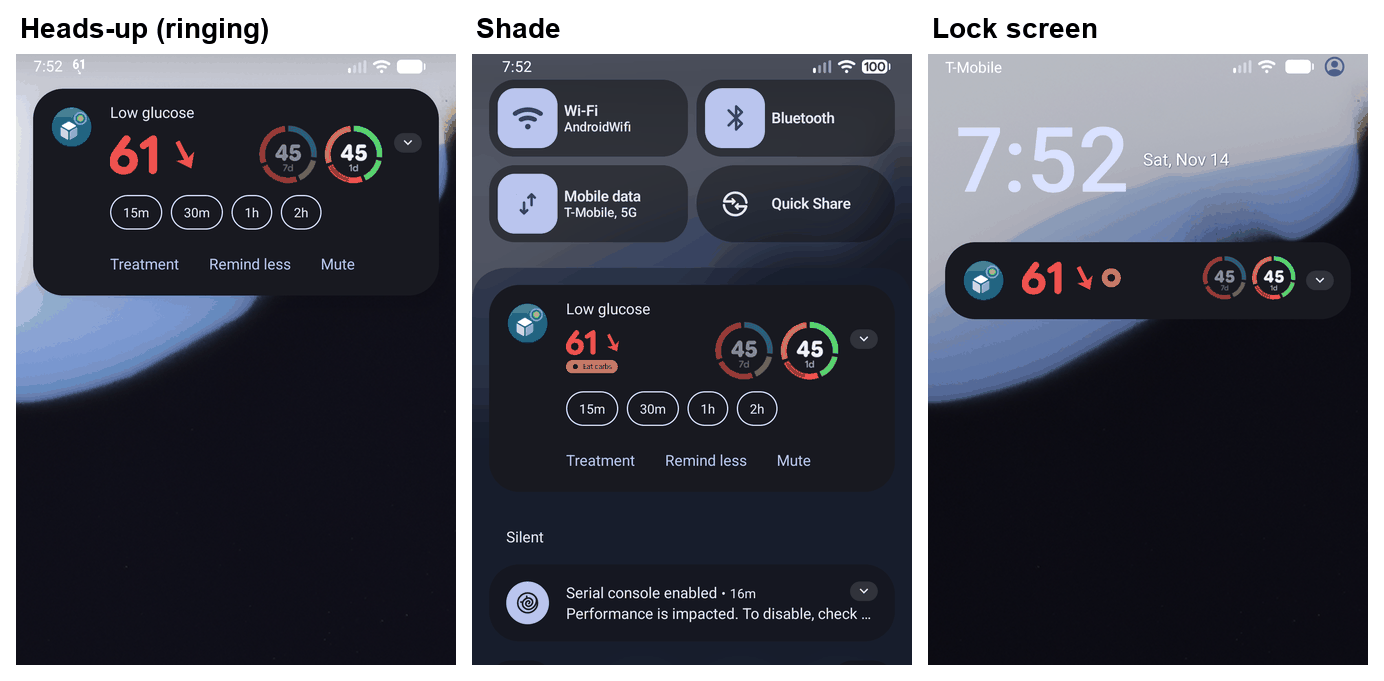 Heads-up (ringing)
7:52 61
Low glucose
61
45
7d
45
1d
15m 30m 1h 2h
Treatment Remind less Mute
Shade
7:52 100
Wi-Fi
AndroidWifi
Bluetooth
Mobile data
T-Mobile, 5G
Quick Share
Low glucose
61
Eat carbs
45
7d
45
1d
15m 30m 1h 2h
Treatment Remind less Mute
Silent
Serial console enabled • 16m
Performance is impacted. To disable, check ...
Lock screen
T-Mobile
7:52 Sat, Nov 14
61
45
7d
45
1d